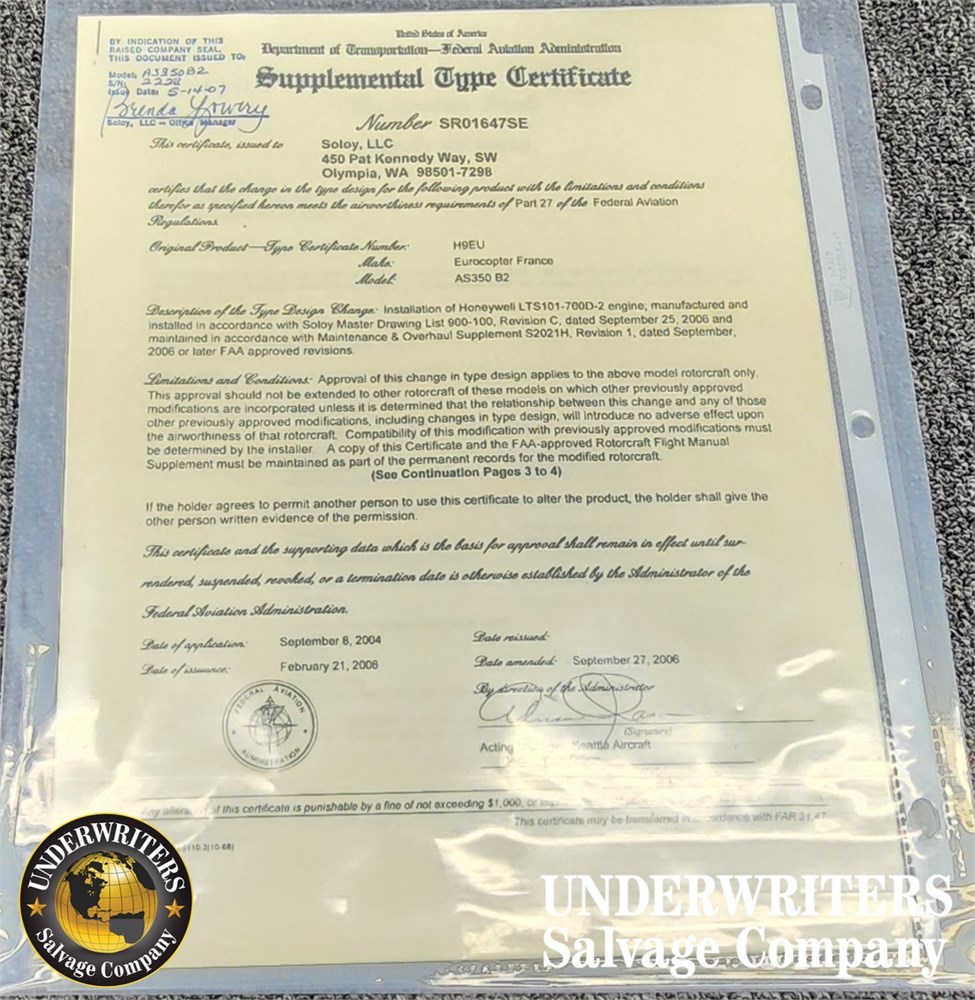 BY INDICATION OF THIS
RAISED COMPANY SEAL,
THIS DOCUMENT ISSUED TO:
Model: AS350B2
S/N: 2228
Issue Date: 5-14-07
Brenda Lowery
Soloy, LLC – Office Manager
United States of America
Department of Transportation—Federal Aviation Administration
Supplemental Type Certificate
Number SR01647SE
This certificate, issued to Soloy, LLC
450 Pat Kennedy Way, SW
Olympia, WA 98501-7298
certifies that the change in the type design for the following product with the limitations and conditions
therefor as specified hereon meets the airworthiness requirements of Part 27 of the Federal Aviation
Regulations.
Original Product—Type Certificate Number: H9EU
Make: Eurocopter France
Model: AS350 B2
Description of the Type Design Change: Installation of Honeywell LTS101-700D-2 engine; manufactured and
installed in accordance with Soloy Master Drawing List 900-100, Revision C, dated September 25, 2006 and
maintained in accordance with Maintenance & Overhaul Supplement S2021H, Revision 1, dated September,
2006 or later FAA approved revisions.
Limitations and Conditions: Approval of this change in type design applies to the above model rotorcraft only.
This approval should not be extended to other rotorcraft of these models on which other previously approved
modifications are incorporated unless it is determined that the relationship between this change and any of those
other previously approved modifications, including changes in type design, will introduce no adverse effect upon
the airworthiness of that rotorcraft. Compatibility of this modification with previously approved modifications must
be determined by the installer. A copy of this Certificate and the FAA-approved Rotorcraft Flight Manual
Supplement must be maintained as part of the permanent records for the modified rotorcraft.
(See Continuation Pages 3 to 4)
If the holder agrees to permit another person to use this certificate to alter the product, the holder shall give the
other person written evidence of the permission.
This certificate and the supporting data which is the basis for approval shall remain in effect until sur-
rendered, suspended, revoked, or a termination date is otherwise established by the Administrator of the
Federal Aviation Administration.
Date of application: September 8, 2004
Date reissued:
Date of issuance: February 21, 2006
Date amended: September 27, 2006
By direction of the Administrator
FEDERAL AVIATION
ADMINISTRATION
(Signature)
Acting Seattle Aircraft
Any of this certificate is punishable by a fine of not exceeding $1,000, or
This certificate may be transferred in accordance with FAR 21.47.
110-2(10-68)
UNDERWRITERS
Salvage Company
UNDERWRITERS
Salvage Company